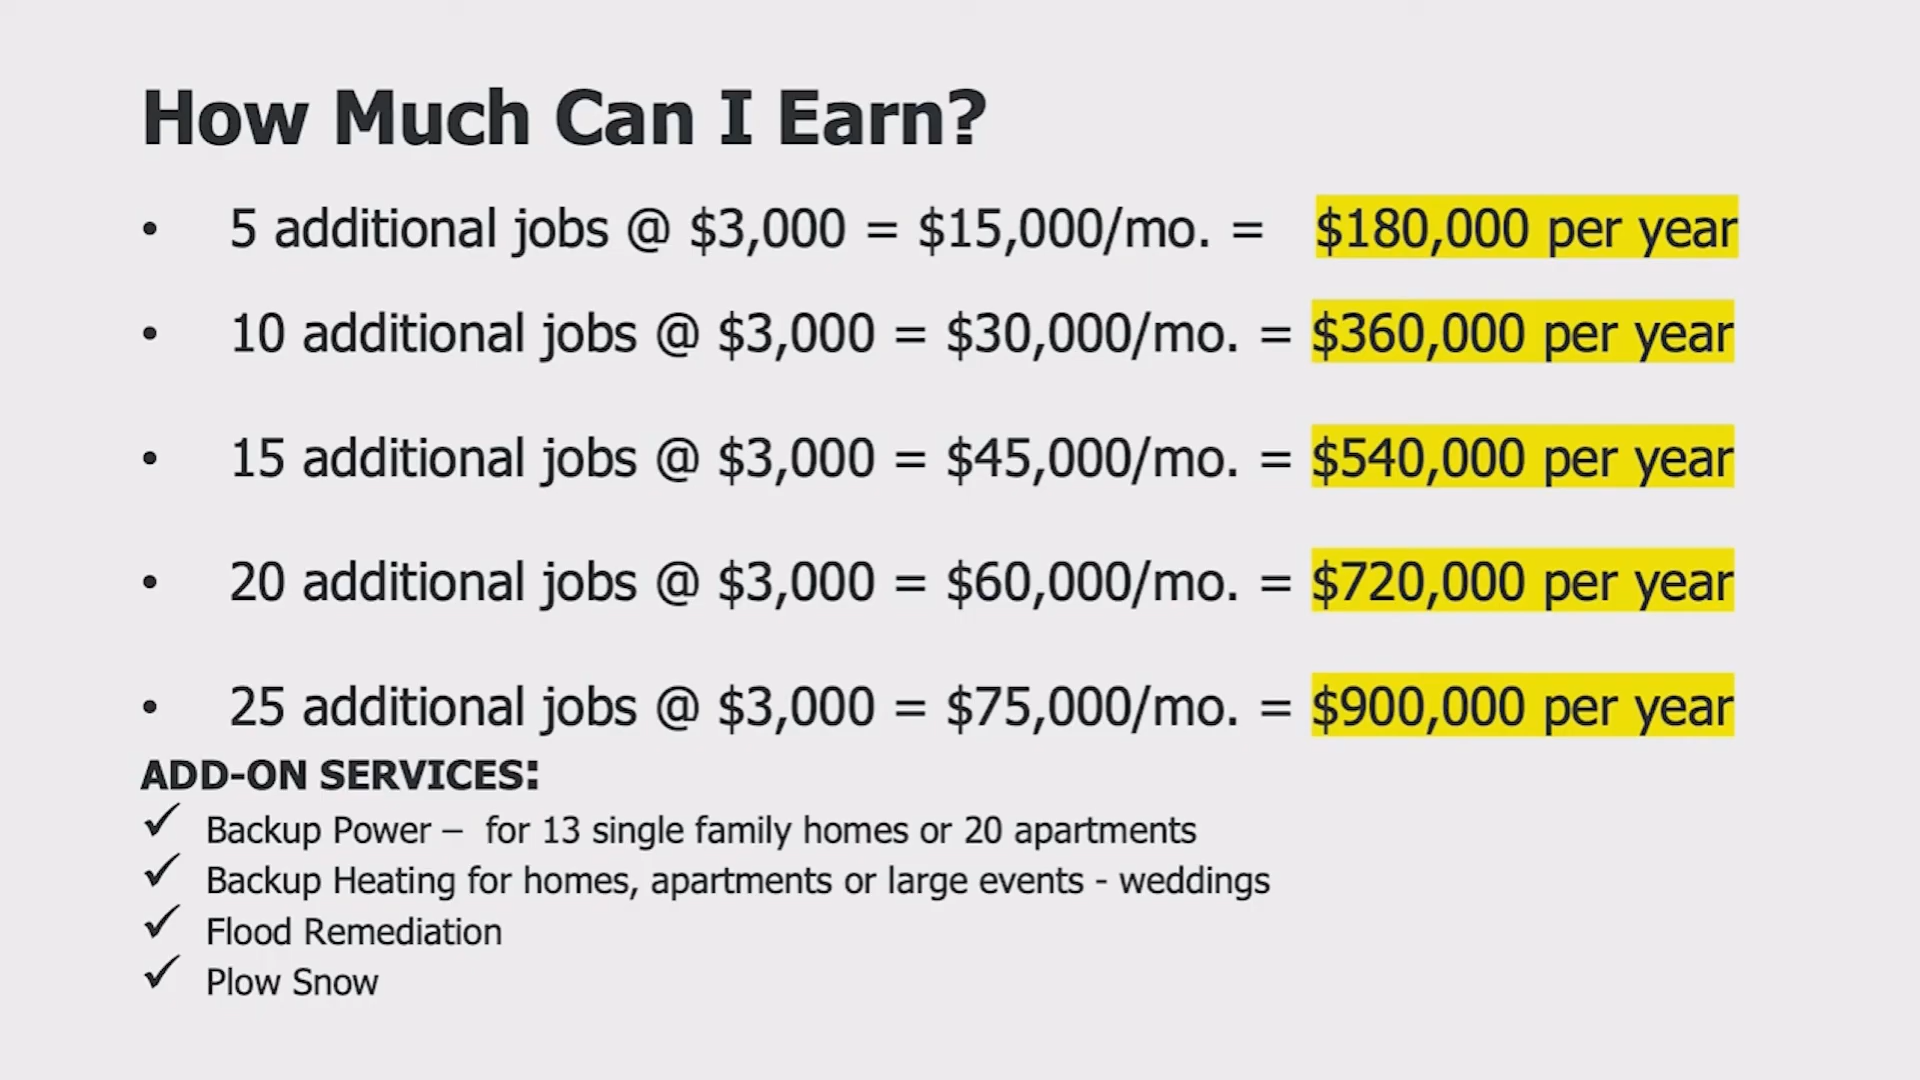 How Much Can I Earn?
• 5 additional jobs @ $3,000 = $15,000/mo. = $180,000 per year
• 10 additional jobs @ $3,000 = $30,000/mo. = $360,000 per year
• 15 additional jobs @ $3,000 = $45,000/mo. = $540,000 per year
• 20 additional jobs @ $3,000 = $60,000/mo. = $720,000 per year
• 25 additional jobs @ $3,000 = $75,000/mo. = $900,000 per year
ADD-ON SERVICES:
✓ Backup Power – for 13 single family homes or 20 apartments
✓ Backup Heating for homes, apartments or large events - weddings
✓ Flood Remediation
✓ Plow Snow